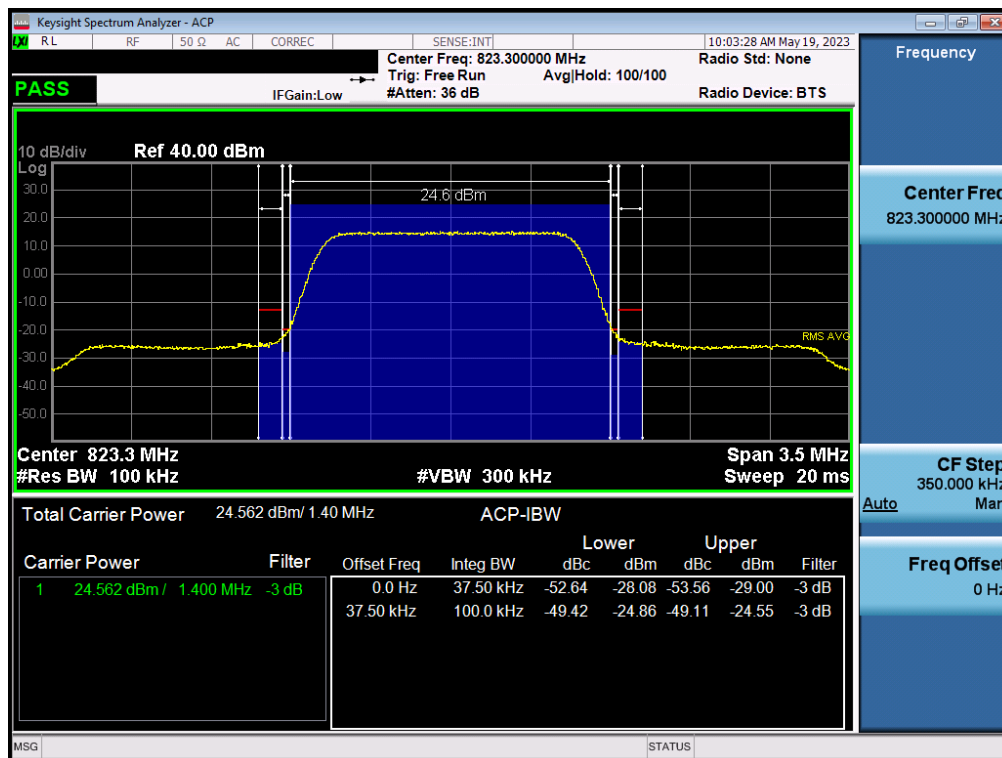 Keysight Spectrum Analyzer - ACP
LXI RL RF 50 Ω AC CORREC SENSE:INT 10:03:28 AM May 19, 2023
Center Freq: 823.300000 MHz Radio Std: None
Trig: Free Run Avg|Hold: 100/100
PASS IFGain:Low #Atten: 36 dB Radio Device: BTS
10 dB/div Ref 40.00 dBm
Log
30.0
24.6 dBm
20.0
10.0
0.00
-10.0
-20.0
RMS AVG
-30.0
-40.0
-50.0
Center 823.3 MHz Span 3.5 MHz
#Res BW 100 kHz #VBW 300 kHz Sweep 20 ms
Total Carrier Power 24.562 dBm/ 1.40 MHz ACP-IBW
Lower Upper
Carrier Power Filter Offset Freq Integ BW dBc dBm dBc dBm Filter
1 24.562 dBm / 1.400 MHz -3 dB 0.0 Hz 37.50 kHz -52.64 -28.08 -53.56 -29.00 -3 dB
37.50 kHz 100.0 kHz -49.42 -24.86 -49.11 -24.55 -3 dB
MSG STATUS
Frequency
Center Freq
823.300000 MHz
CF Step
350.000 kHz
Auto Man
Freq Offset
0 Hz